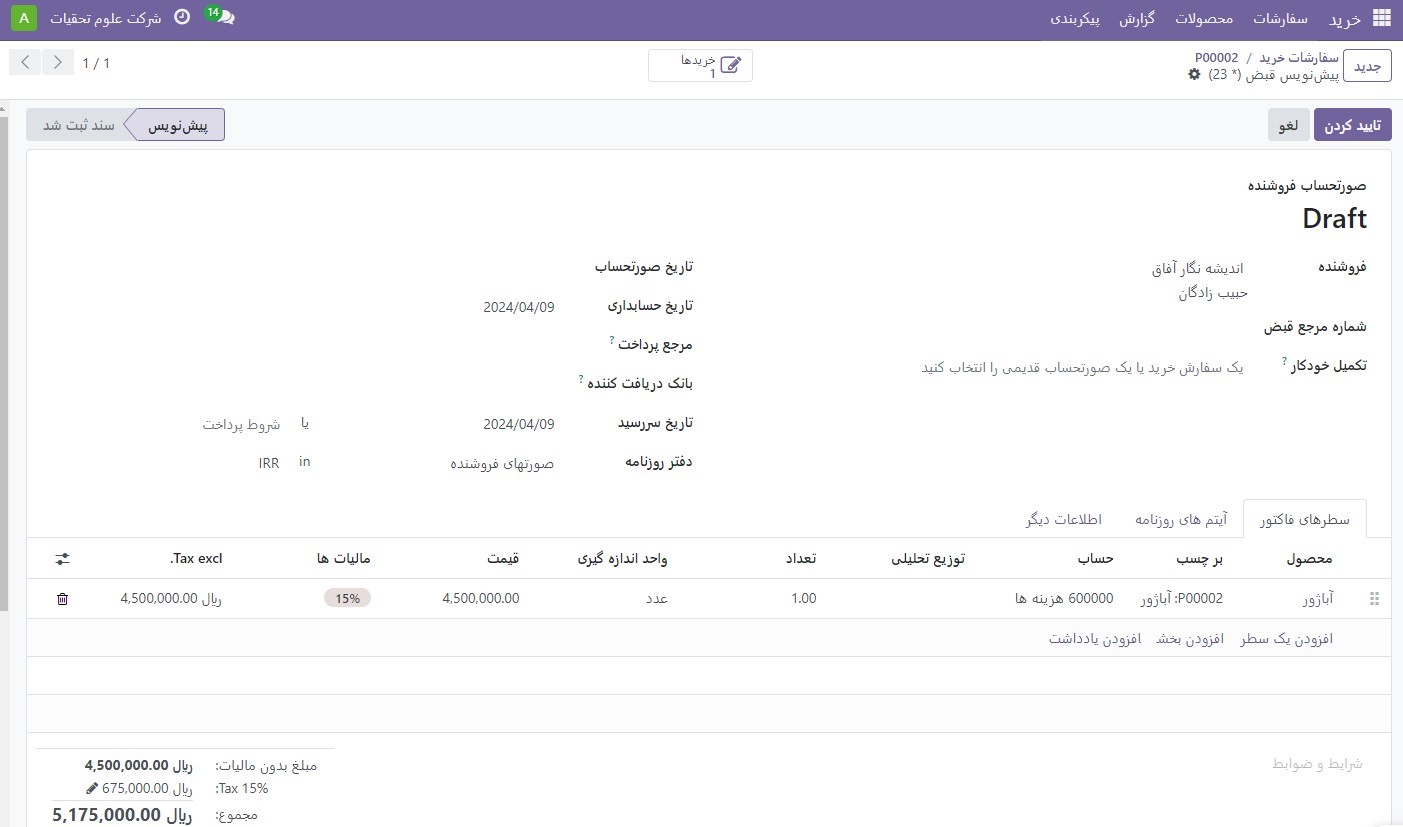 خرید سفارشات محصولات گزارش پیکربندی 14 شرکت علوم تحقیات A
جدید سفارشات خرید / P00002 خریدها 1 / 1
پیش‌نویس قبض (* 23) 1
تایید کردن لغو پیش‌نویس سند ثبت شد
صورتحساب فروشنده
Draft
فروشنده اندیشه نگار آفاق
حبیب زادگان
شماره مرجع قبض
تکمیل خودکار ? یک سفارش خرید یا یک صورتحساب قدیمی را انتخاب کنید
تاریخ صورتحساب
تاریخ حسابداری 2024/04/09
مرجع پرداخت ?
بانک دریافت کننده ?
تاریخ سررسید 2024/04/09 یا شروط پرداخت
دفتر روزنامه صورتهای فروشنده in IRR
سطرهای فاکتور آیتم های روزنامه اطلاعات دیگر
محصول بر چسب حساب توزیع تحلیلی تعداد واحد اندازه گیری قیمت مالیات ها Tax excl.
آباژور P00002: آباژور 600000 هزینه ها 1.00 عدد 4,500,000.00 15% 4,500,000.00 ریال
افزودن یک سطر افزودن بخش افزودن یادداشت
شرایط و ضوابط
مبلغ بدون مالیات: 4,500,000.00 ریال
Tax 15%: 675,000.00 ریال
مجموع: 5,175,000.00 ریال